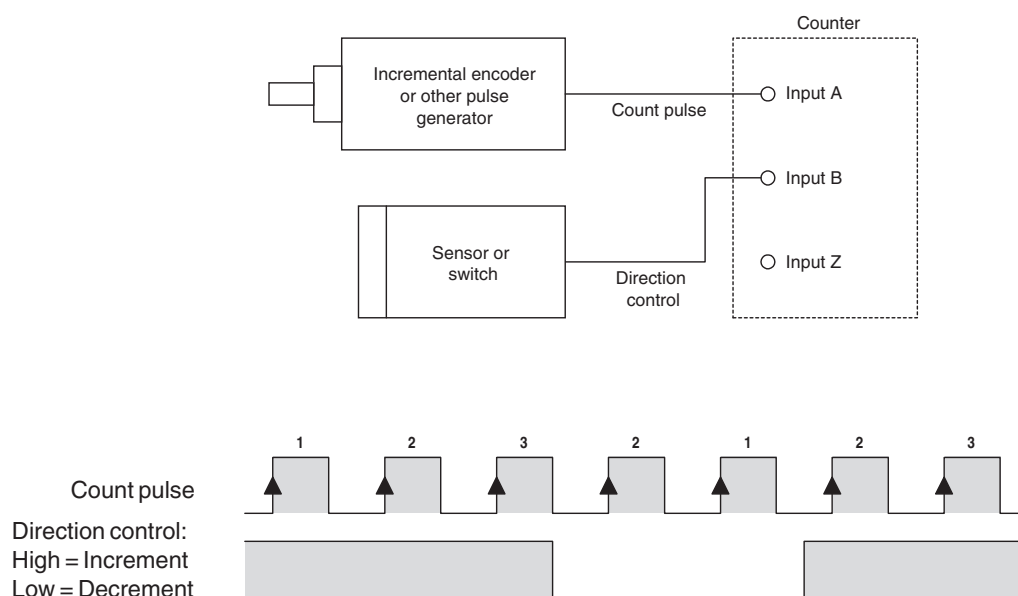 Counter
Incremental encoder
or other pulse
generator
Count pulse
Input A
Input B
Sensor or
switch
Direction
control
Input Z
1 2 3 2 1 2 3
Count pulse
Direction control:
High = Increment
Low = Decrement